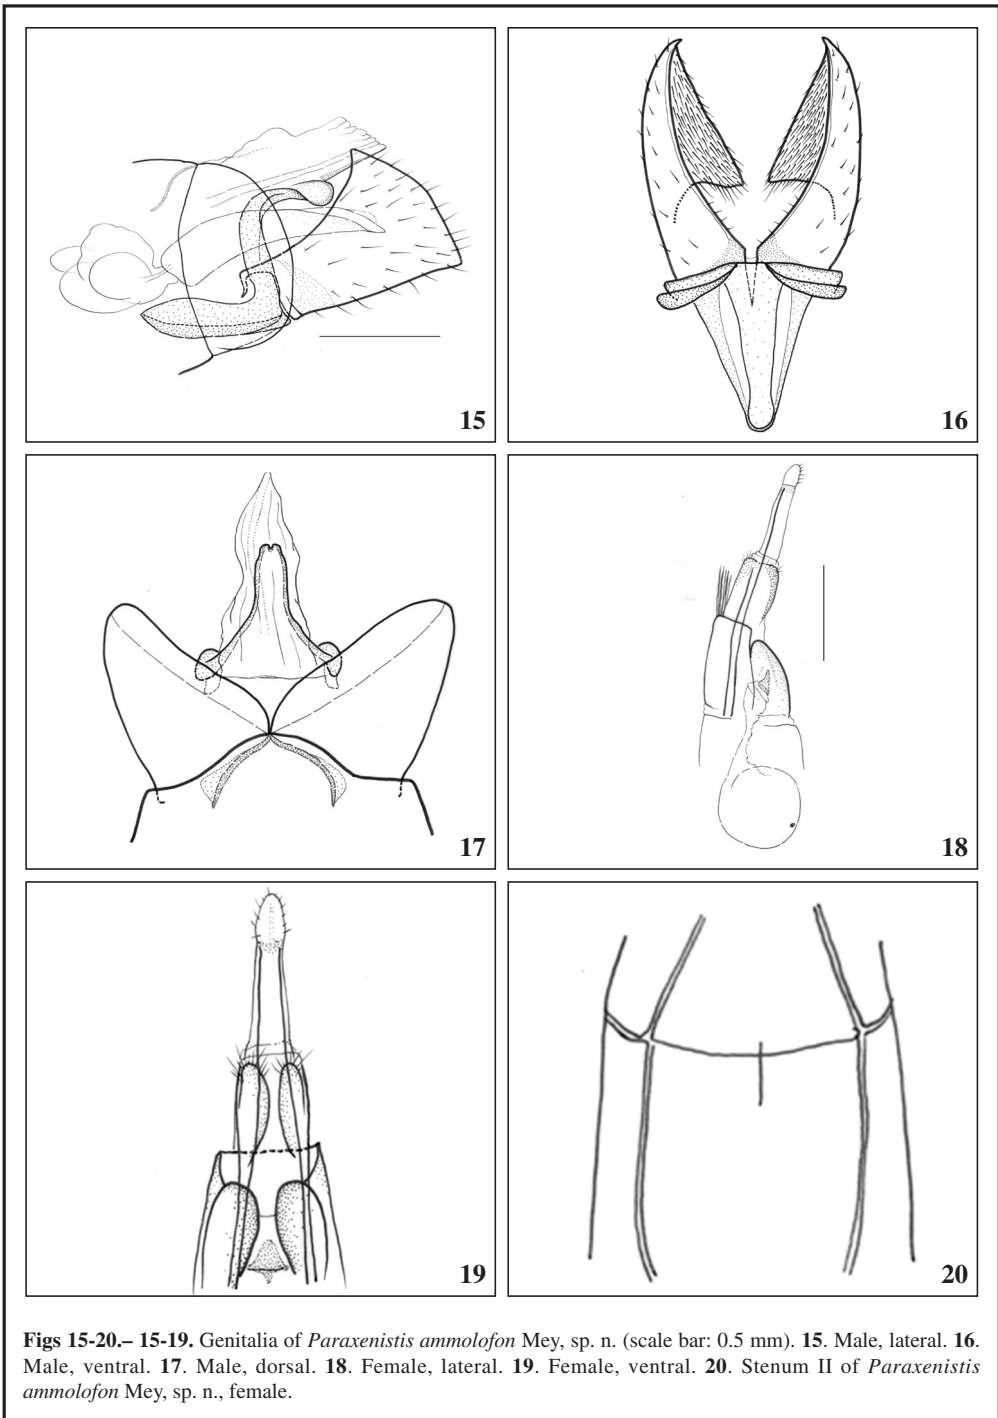 15
16
17
18
19
20
Figs 15-20.– 15-19. Genitalia of Paraxenistis ammolofon Mey, sp. n. (scale bar: 0.5 mm). 15. Male, lateral. 16.
Male, ventral. 17. Male, dorsal. 18. Female, lateral. 19. Female, ventral. 20. Stenum II of Paraxenistis
ammolofon Mey, sp. n., female.